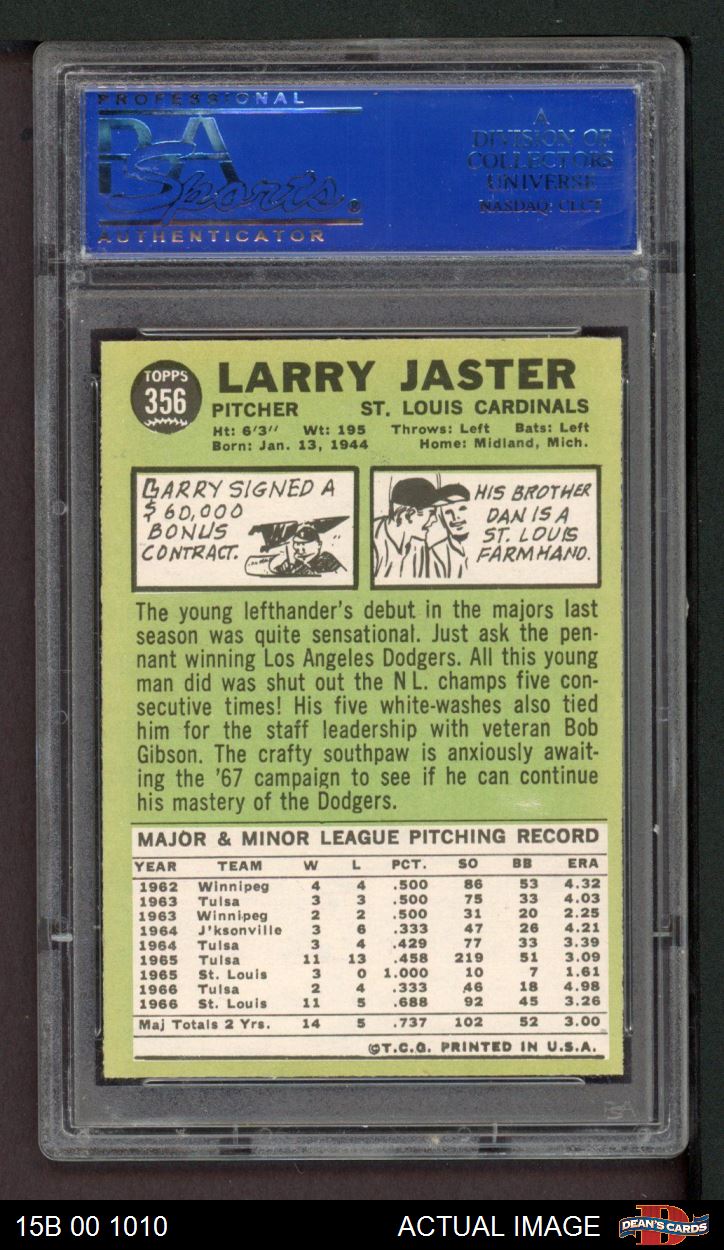 PROFESSIONAL
PSA
Sports®
AUTHENTICATOR
A
DIVISION OF
COLLECTORS
UNIVERSE
NASDAQ: CLCT
TOPPS
356
LARRY JASTER
PITCHER ST. LOUIS CARDINALS
Ht: 6'3" Wt: 195 Throws: Left Bats: Left
Born: Jan. 13, 1944 Home: Midland, Mich.
LARRY SIGNED A
$60,000
BONUS
CONTRACT.
HIS BROTHER
DAN IS A
ST. LOUIS
FARMHAND.
The young lefthander's debut in the majors last
season was quite sensational. Just ask the pen-
nant winning Los Angeles Dodgers. All this young
man did was shut out the N L. champs five con-
secutive times! His five white-washes also tied
him for the staff leadership with veteran Bob
Gibson. The crafty southpaw is anxiously await-
ing the '67 campaign to see if he can continue
his mastery of the Dodgers.
MAJOR & MINOR LEAGUE PITCHING RECORD
YEAR TEAM W L PCT. SO BB ERA
1962 Winnipeg 4 4 .500 86 53 4.32
1963 Tulsa 3 3 .500 75 33 4.03
1963 Winnipeg 2 2 .500 31 20 2.25
1964 J'ksonville 3 6 .333 47 26 4.21
1964 Tulsa 3 4 .429 77 33 3.39
1965 Tulsa 11 13 .458 219 51 3.09
1965 St. Louis 3 0 1.000 10 7 1.61
1966 Tulsa 2 4 .333 46 18 4.98
1966 St. Louis 11 5 .688 92 45 3.26
Maj Totals 2 Yrs. 14 5 .737 102 52 3.00
©T.C.G. PRINTED IN U.S.A.
PSA
15B 00 1010 ACTUAL IMAGE
DEAN'S CARDS